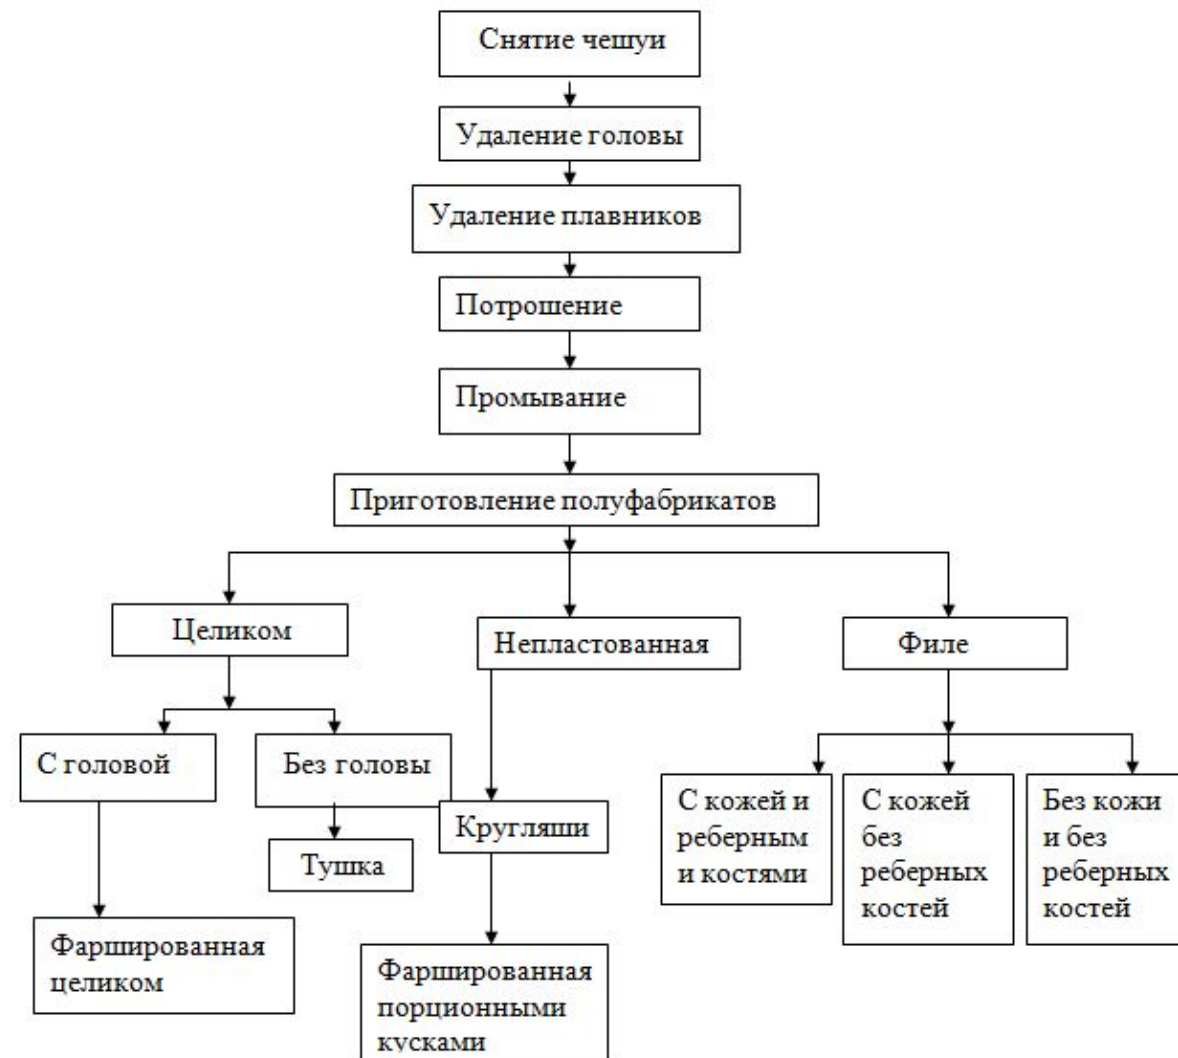 Снятие чешуи
Удаление головы
Удаление плавников
Потрошение
Промывание
Приготовление полуфабрикатов
Целиком
Непластованная
Филе
С головой
Без головы
Тушка
Кругляши
С кожей и
реберным
и костями
С кожей
без
реберных
костей
Без кожи
и без
реберных
костей
Фаршированная
целиком
Фаршированная
порционными
кусками